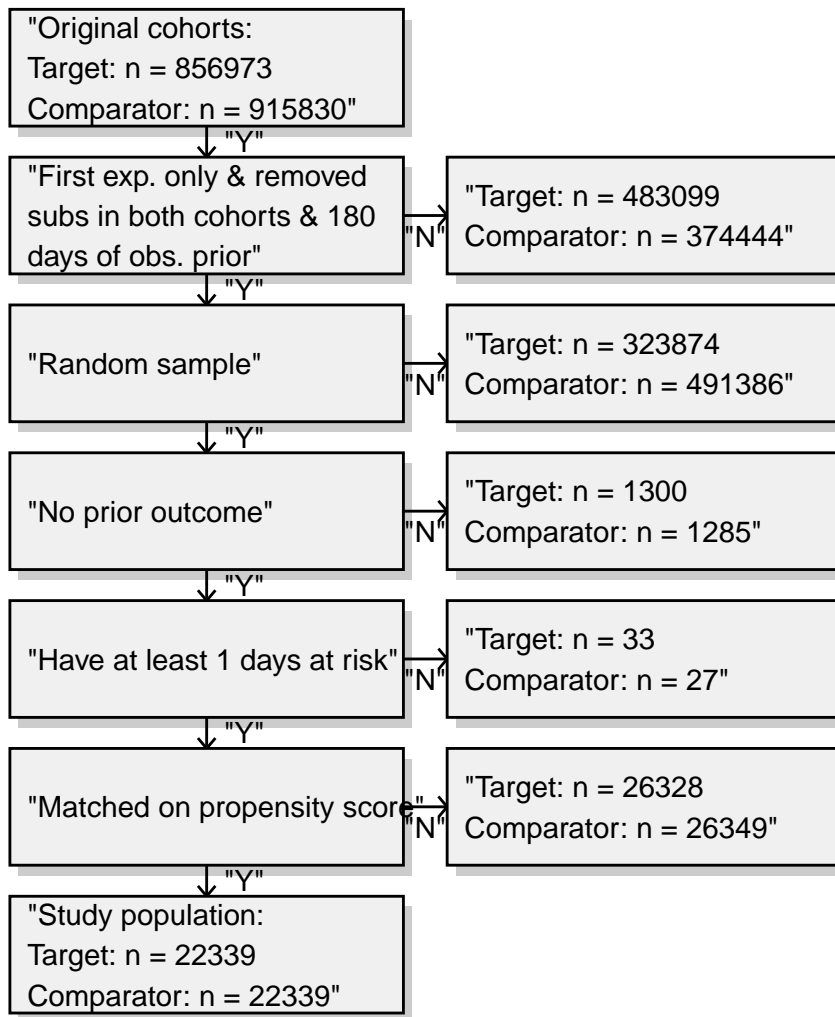 "Original cohorts:
Target: n = 856973
Comparator: n = 915830"
"Y"
"First exp. only & removed
subs in both cohorts & 180
days of obs. prior"
"N"
"Target: n = 483099
Comparator: n = 374444"
"Y"
"Random sample"
"N"
"Target: n = 323874
Comparator: n = 491386"
"Y"
"No prior outcome"
"N"
"Target: n = 1300
Comparator: n = 1285"
"Y"
"Have at least 1 days at risk"
"N"
"Target: n = 33
Comparator: n = 27"
"Y"
"Matched on propensity score"
"N"
"Target: n = 26328
Comparator: n = 26349"
"Y"
"Study population:
Target: n = 22339
Comparator: n = 22339"